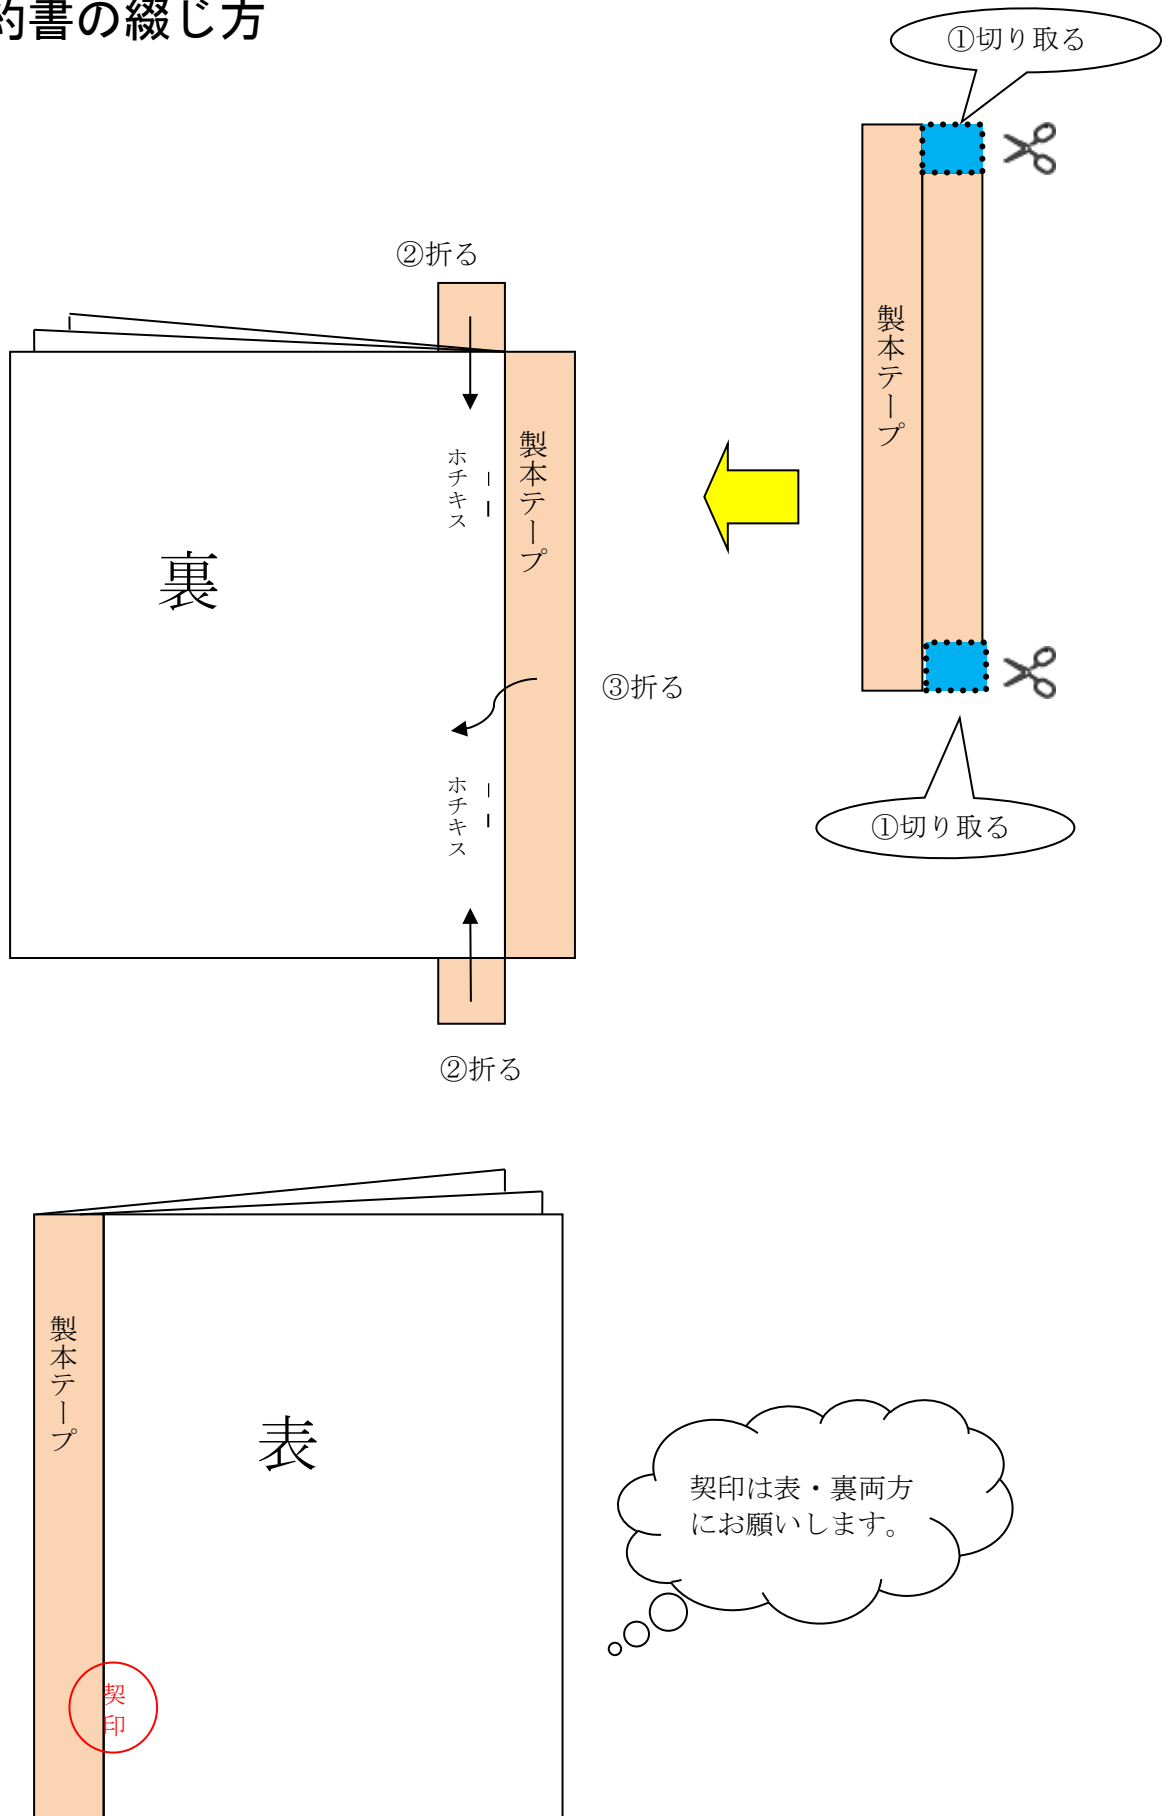 約書の綴じ方
①切り取る
②折る
製本テープ
製本テープ
ホチキス
裏
③折る
ホチキス
①切り取る
②折る
製本テープ
表
契印は表・裏両方
にお願いします。
契
印